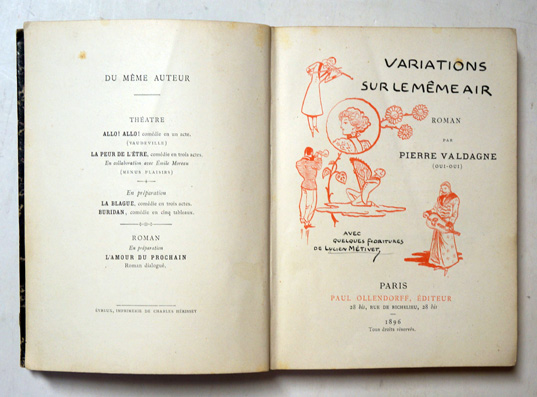 DU MÊME AUTEUR
THÉATRE
ALLO! ALLO! comédie en un acte.
(VAUDEVILLE)
LA PEUR DE L'ÊTRE, comédie en trois actes.
En collaboration avec Émile Moreau
(MENUS PLAISIRS)
En préparation
LA BLAGUE, comédie en trois actes.
BURIDAN, comédie en cinq tableaux.
ROMAN
En préparation
L'AMOUR DU PROCHAIN
Roman dialogué.
ÉVREUX, IMPRIMERIE DE CHARLES HÉRISSEY
VARIATIONS
SUR LE MÊME AIR
ROMAN
PAR
PIERRE VALDAGNE
(OUI-OUI)
AVEC
QUELQUES FIORITURES
DE LUCIEN MÉTIVET
PARIS
PAUL OLLENDORFF, ÉDITEUR
28 bis, RUE DE RICHELIEU, 28 bis
1896
Tous droits réservés.